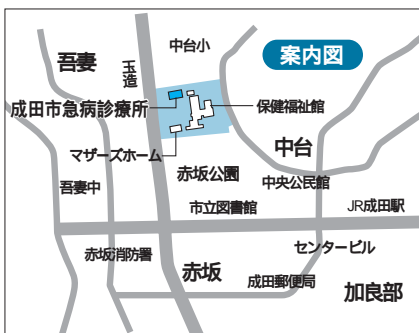 中台小
案内図
吾妻
玉造
成田市急病診療所
保健福祉館
マザーズホーム
中台
赤坂公園
中央公民館
吾妻中
市立図書館
JR成田駅
赤坂消防署
センタービル
赤坂
成田郵便局
加良部